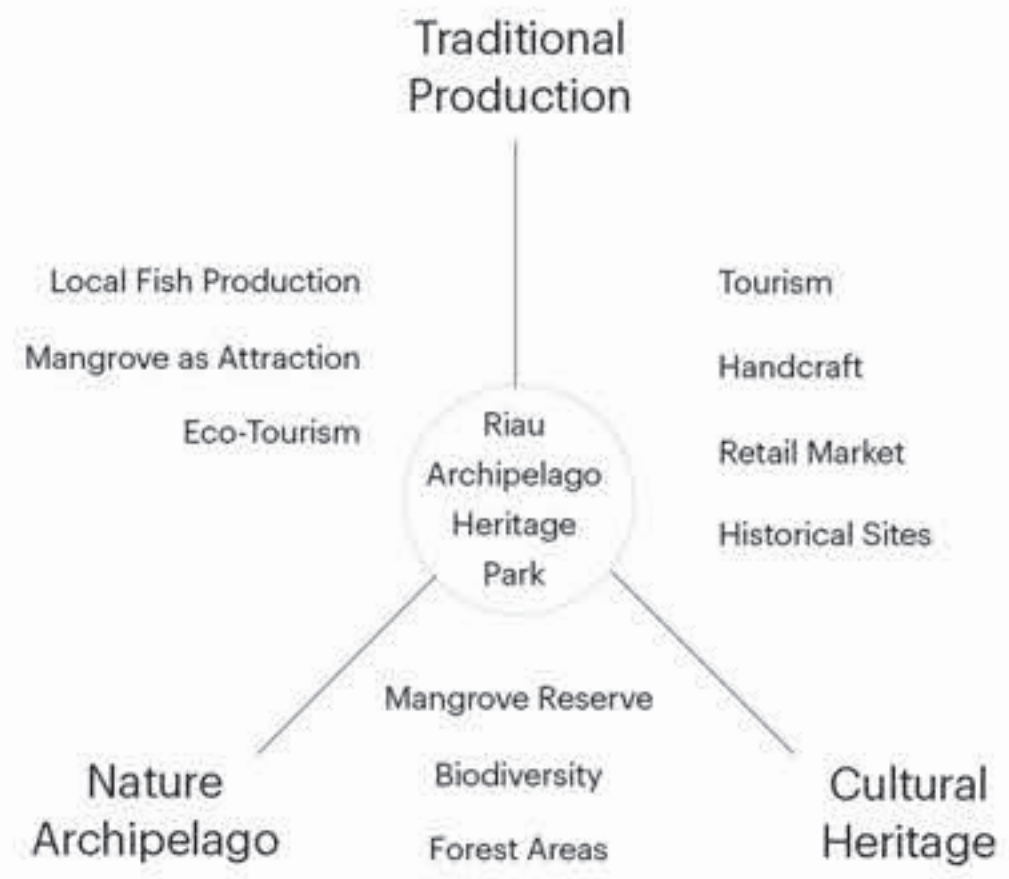 Traditional
Production
Local Fish Production
Mangrove as Attraction
Eco-Tourism
Tourism
Handcraft
Retail Market
Historical Sites
Riau
Archipelago
Heritage
Park
Mangrove Reserve
Biodiversity
Forest Areas
Nature
Archipelago
Cultural
Heritage